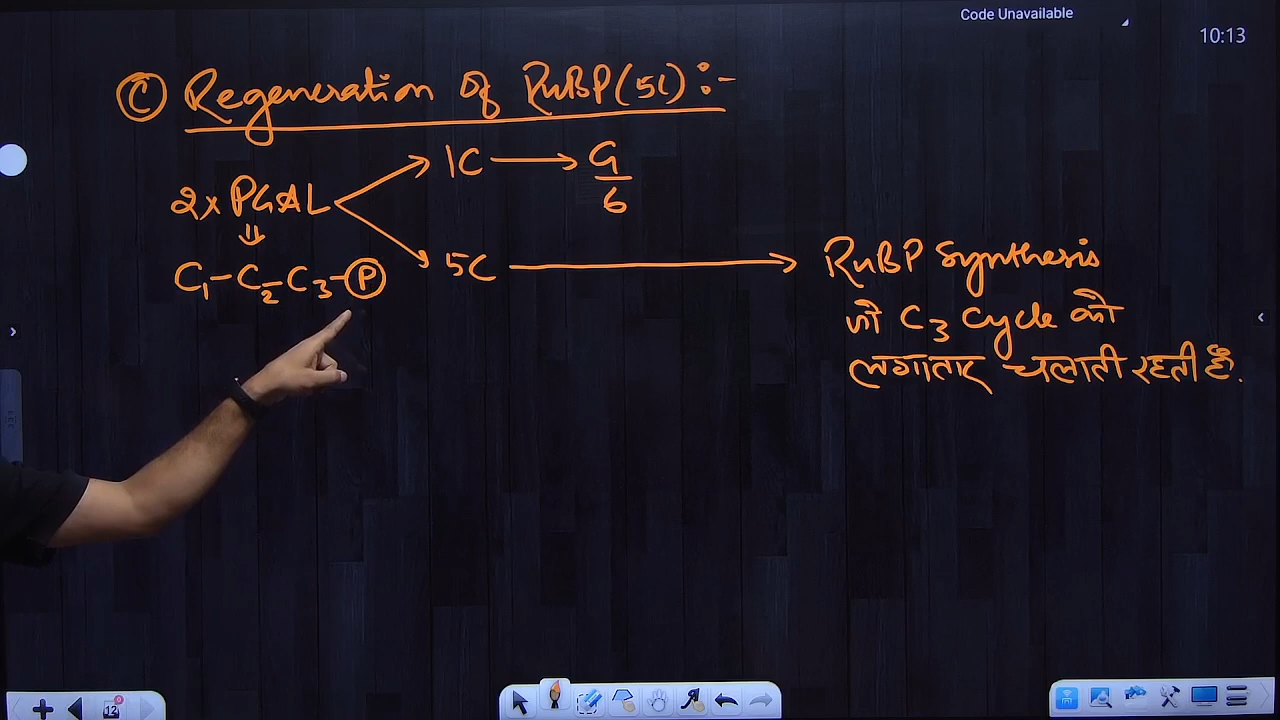 Code Unavailable
10:13
C Regeneration of RuBP(5C):-
1C → G/6
2x PGAL
⇓
C1-C2-C3-P
5C → RuBP Synthesis
जो C3 Cycle को
लगातार चलाती रहती है.
12